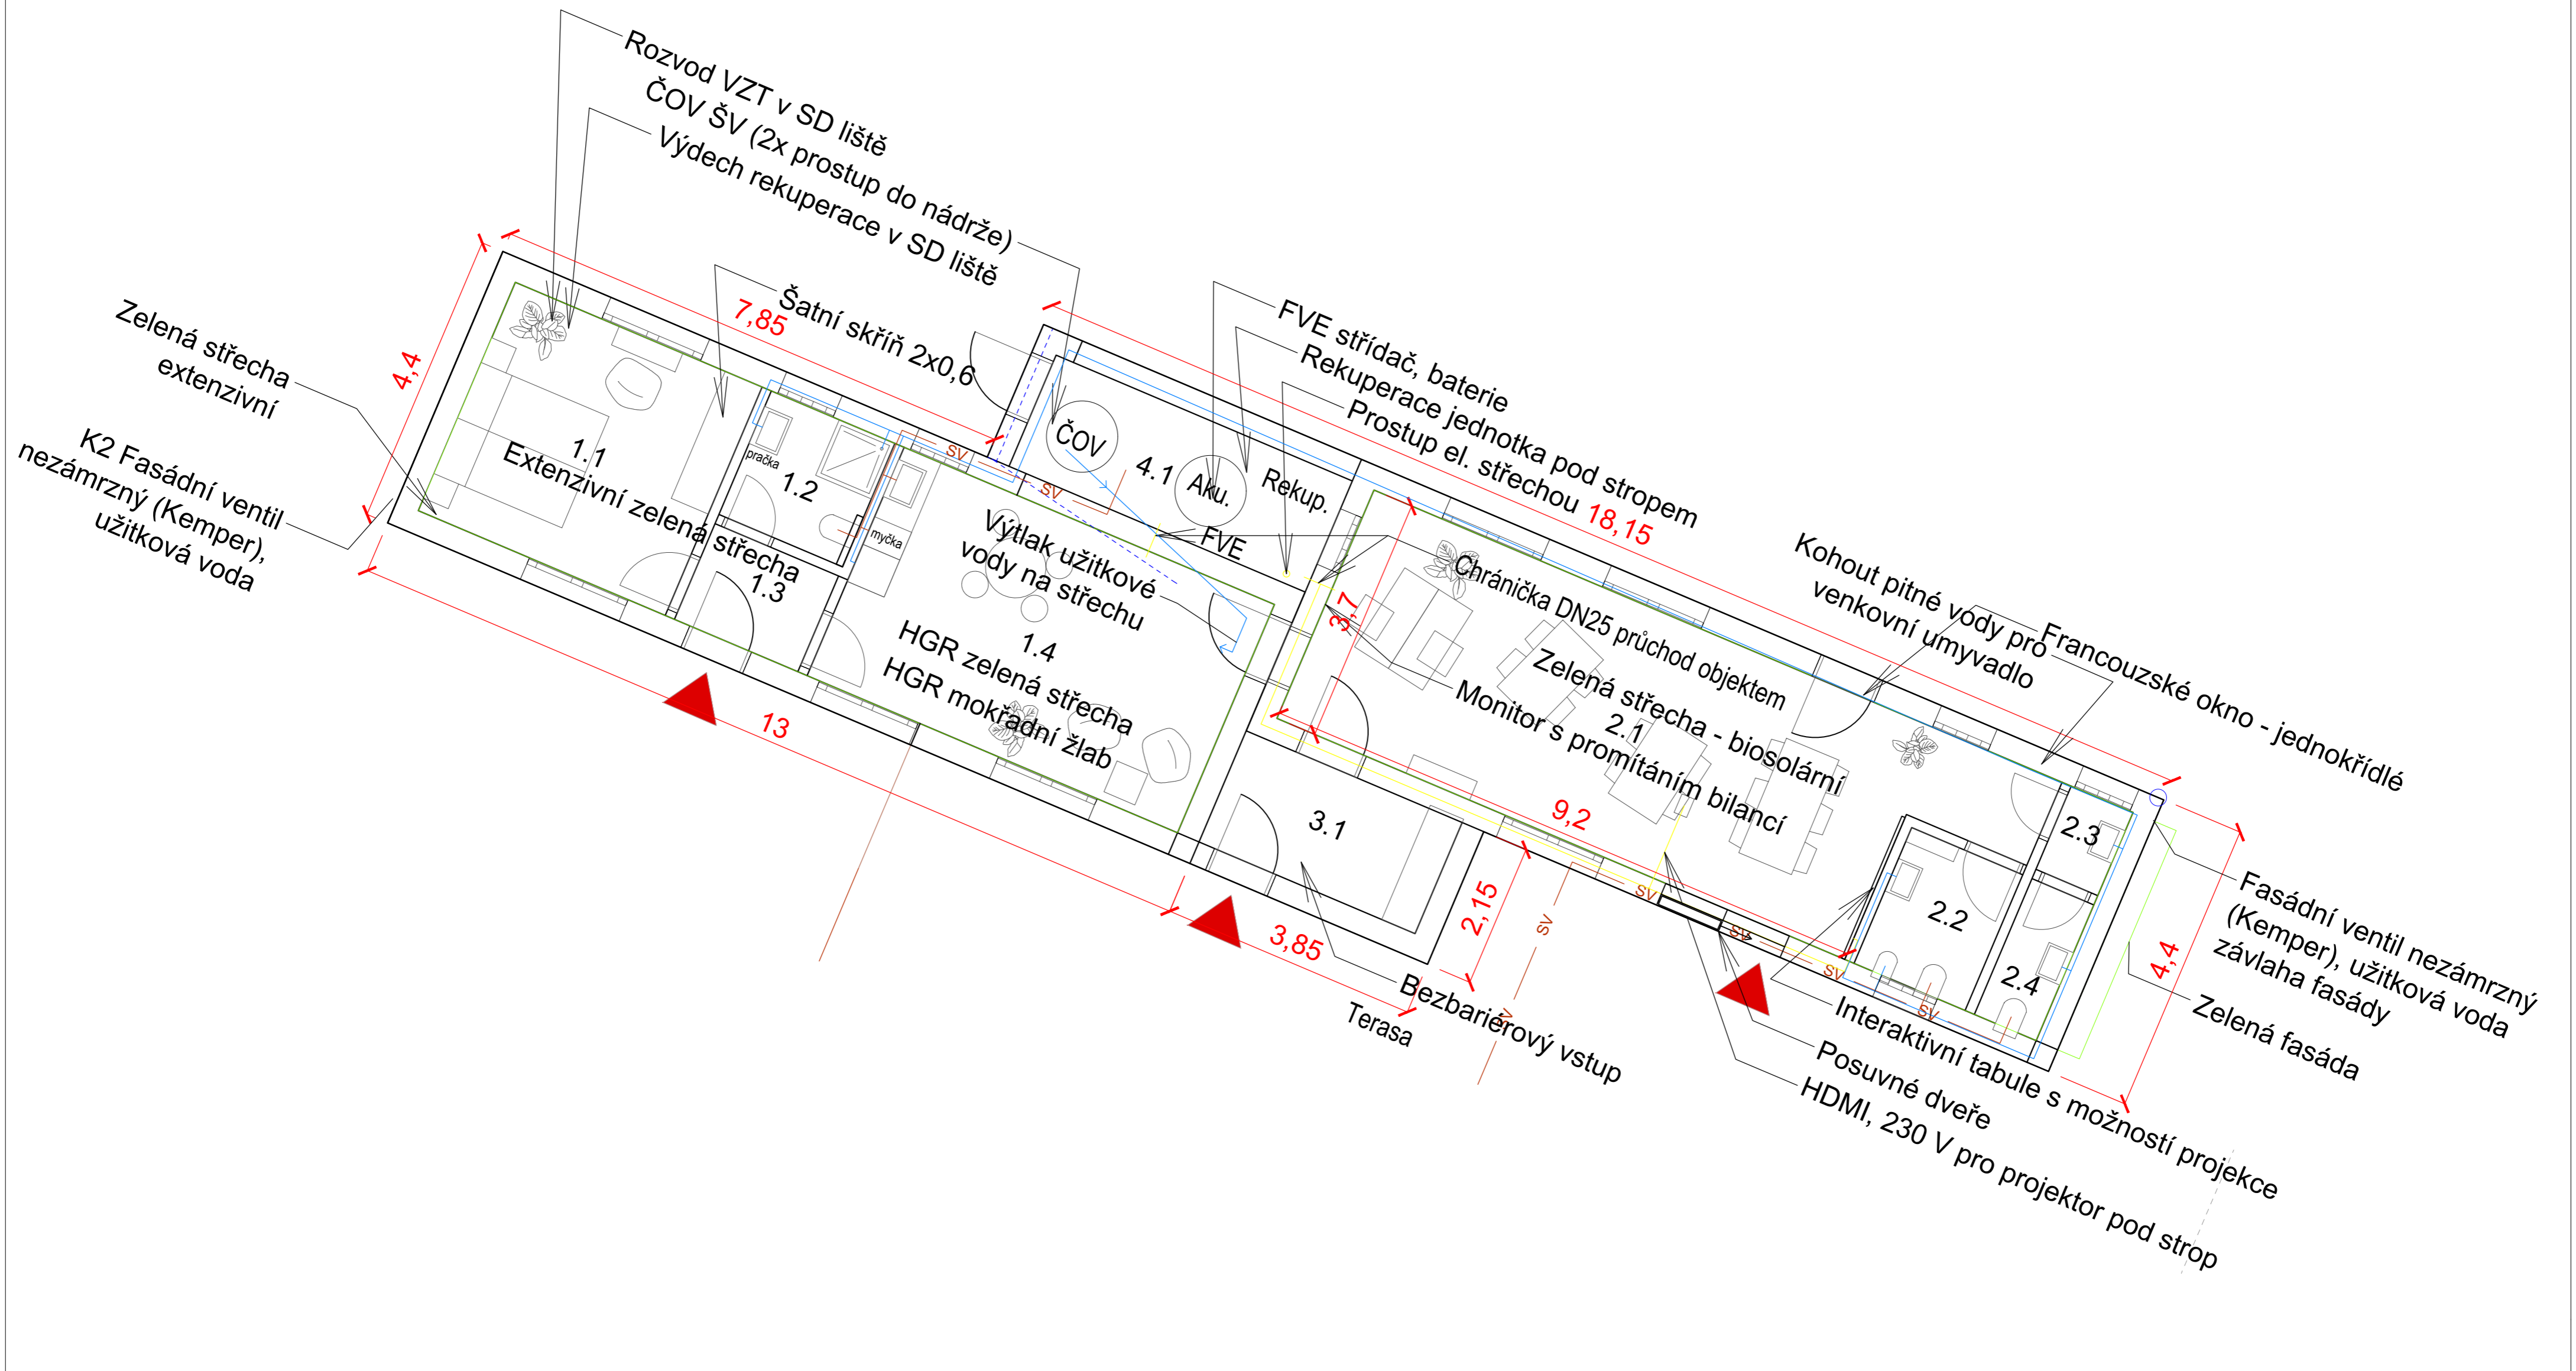 Rozvod VZT v SD liště
ČOV ŠV (2x prostup do nádrže)
Výdech rekuperace v SD liště
Šatní skříň 2x0,6
7,85
4,4
Zelená střecha
extenzivní
K2 Fasádní ventil
nezámrzný (Kemper),
užitková voda
1.1
Extenzivní zelená střecha
pračka
1.2
1.3
myčka
SV
SV
ČOV
4.1
Aku.
Rekup.
FVE
FVE střídač, baterie
Rekuperace jednotka pod stropem
Prostup el. střechou
18,15
Výtlak užitkové
vody na střechu
1.4
HGR zelená střecha
HGR mokřadní žlab
13
3,7
Chránička DN25 průchod objektem
Zelená střecha - biosolární
2.1
Monitor s promítáním bilancí
9,2
Kohout pitné vody pro
venkovní umyvadlo
Francouzské okno - jednokřídlé
3.1
2.3
2.2
2.4
SV
SV
SV
SV
SV
SV
2,15
3,85
4,4
Terasa
Bezbariérový vstup
Fasádní ventil nezámrzný
(Kemper), užitková voda
závlaha fasády
Zelená fasáda
Interaktivní tabule s možností projekce
Posuvné dveře
HDMI, 230 V pro projektor pod strop